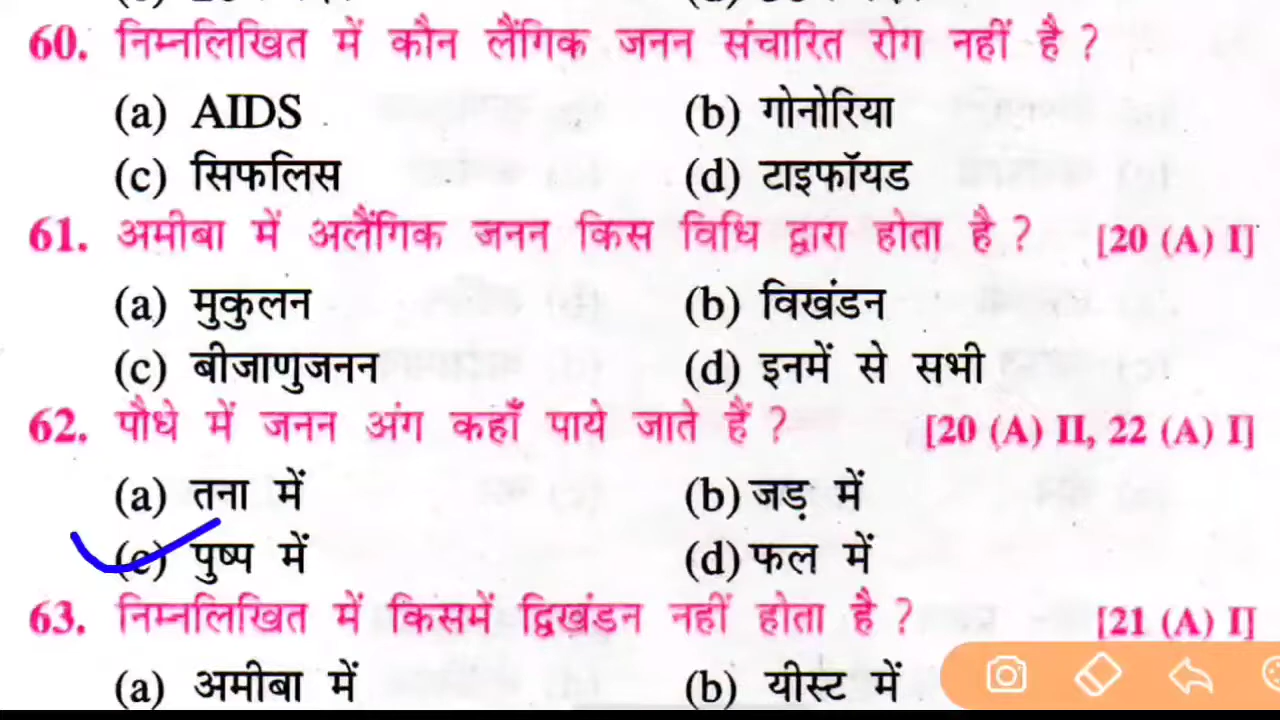 60. निम्नलिखित में कौन लैंगिक जनन संचारित रोग नहीं है ?
(a) AIDS (b) गोनोरिया
(c) सिफलिस (d) टाइफॉयड
61. अमीबा में अलैंगिक जनन किस विधि द्वारा होता है ? [20 (A) I]
(a) मुकुलन (b) विखंडन
(c) बीजाणुजनन (d) इनमें से सभी
62. पौधे में जनन अंग कहाँ पाये जाते हैं ? [20 (A) II, 22 (A) I]
(a) तना में (b) जड़ में
(c) पुष्प में (d) फल में
63. निम्नलिखित में किसमें द्विखंडन नहीं होता है ? [21 (A) I]
(a) अमीबा में (b) यीस्ट में